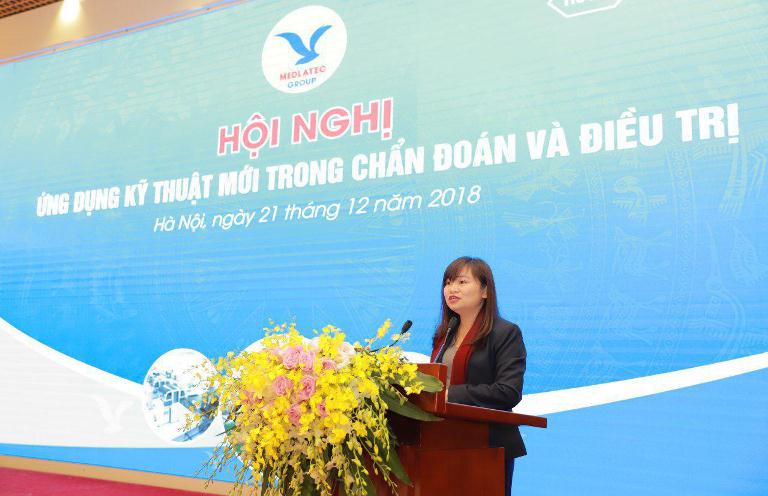 MEDLATEC
GROUP
HỘI NGHỊ
ỨNG DỤNG KỸ THUẬT MỚI TRONG CHẨN ĐOÁN VÀ ĐIỀU TRỊ
Hà Nội, ngày 21 tháng 12 năm 2018